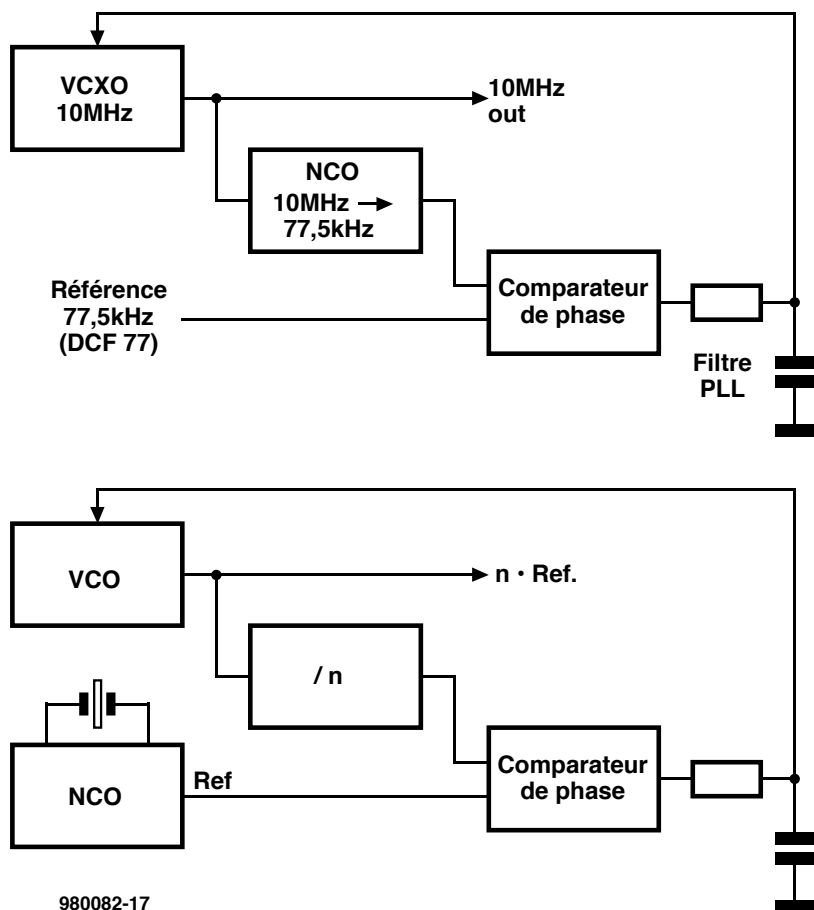 VCXO
10MHz
10MHz
out
NCO
10MHz →
77,5kHz
Référence
77,5kHz
(DCF 77)
Comparateur
de phase
Filtre
PLL
VCO
n • Ref.
/ n
NCO
Ref
Comparateur
de phase
980082-17